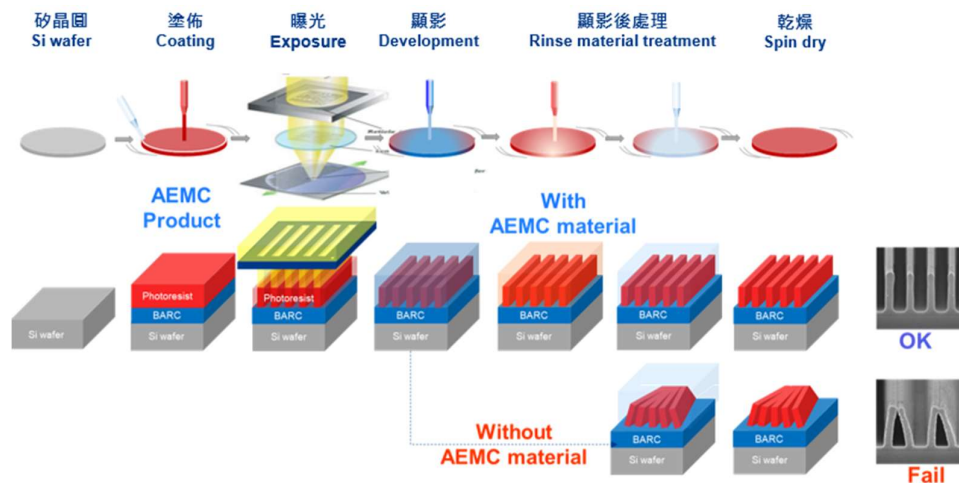 矽晶圓
Si wafer
塗佈
Coating
曝光
Exposure
顯影
Development
顯影後處理
Rinse material treatment
乾燥
Spin dry
AEMC
Product
With
AEMC material
Si wafer
Photoresist
BARC
Si wafer
Photoresist
BARC
Si wafer
BARC
Si wafer
BARC
Si wafer
BARC
Si wafer
BARC
Si wafer
OK
Without
AEMC material
BARC
Si wafer
BARC
Si wafer
Fail